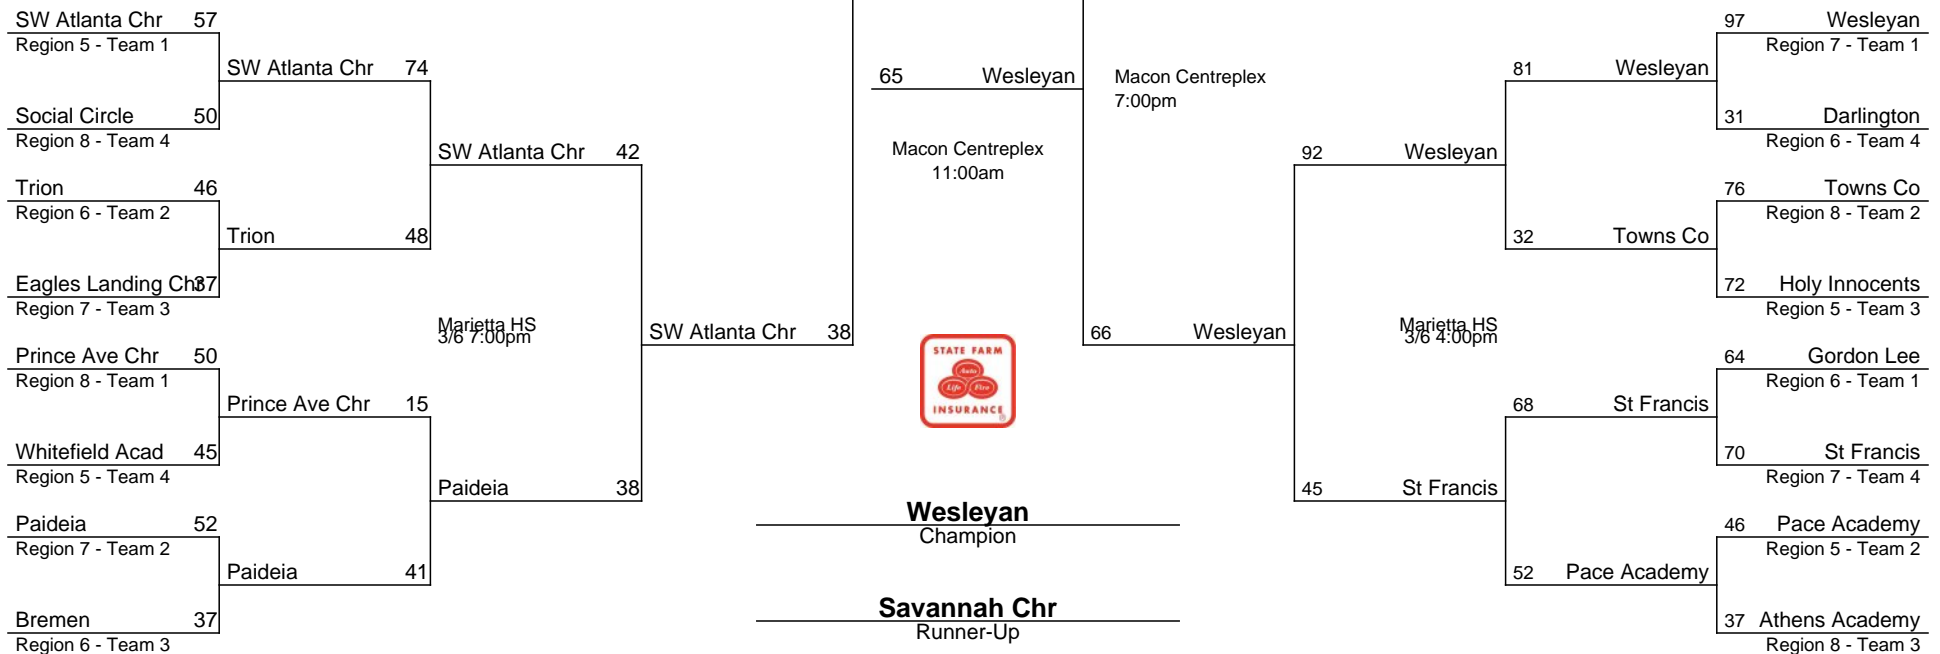 SW Atlanta Chr 57
Region 5 - Team 1
SW Atlanta Chr 74
Social Circle 50
Region 8 - Team 4
SW Atlanta Chr 42
Trion 46
Region 6 - Team 2
Trion 48
Eagles Landing Chr 37
Region 7 - Team 3
Marietta HS
3/6 7:00pm
SW Atlanta Chr 38
Prince Ave Chr 50
Region 8 - Team 1
Prince Ave Chr 15
Whitefield Acad 45
Region 5 - Team 4
Paideia 38
Paideia 52
Region 7 - Team 2
Paideia 41
Bremen 37
Region 6 - Team 3
65 Wesleyan
Macon Centreplex
11:00am
Macon Centreplex
7:00pm
66 Wesleyan
STATE FARM
Auto
Life Fire
INSURANCE
®
Wesleyan
Champion
Savannah Chr
Runner-Up
97 Wesleyan
Region 7 - Team 1
81 Wesleyan
31 Darlington
Region 6 - Team 4
92 Wesleyan
76 Towns Co
Region 8 - Team 2
32 Towns Co
72 Holy Innocents
Region 5 - Team 3
Marietta HS
3/6 4:00pm
64 Gordon Lee
Region 6 - Team 1
68 St Francis
70 St Francis
Region 7 - Team 4
45 St Francis
46 Pace Academy
Region 5 - Team 2
52 Pace Academy
37 Athens Academy
Region 8 - Team 3